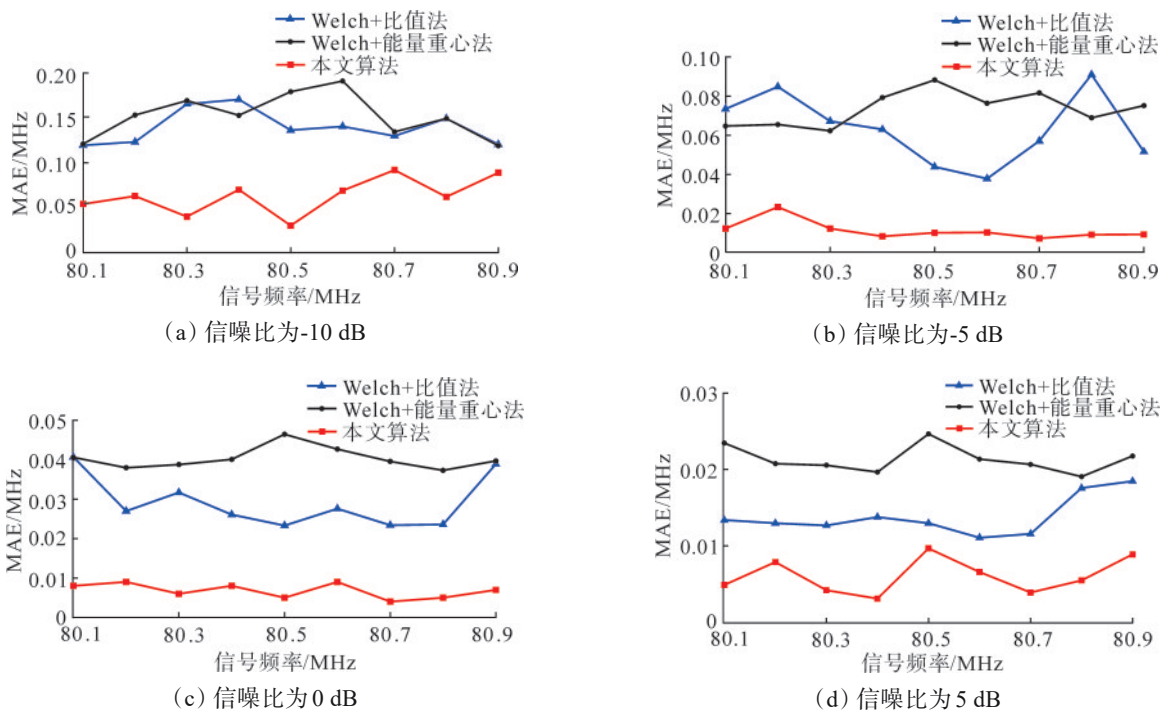 Welch+比值法
Welch+能量重心法
本文算法
MAE/MHz
0.20
0.15
0.10
0.05
0
80.1 80.3 80.5 80.7 80.9
信号频率/MHz
（a）信噪比为-10 dB
Welch+比值法
Welch+能量重心法
本文算法
MAE/MHz
0.10
0.08
0.06
0.04
0.02
0
80.1 80.3 80.5 80.7 80.9
信号频率/MHz
（b）信噪比为-5 dB
Welch+比值法
Welch+能量重心法
本文算法
MAE/MHz
0.05
0.04
0.03
0.02
0.01
0
80.1 80.3 80.5 80.7 80.9
信号频率/MHz
（c）信噪比为0 dB
Welch+比值法
Welch+能量重心法
本文算法
MAE/MHz
0.03
0.02
0.01
0
80.1 80.3 80.5 80.7 80.9
信号频率/MHz
（d）信噪比为5 dB